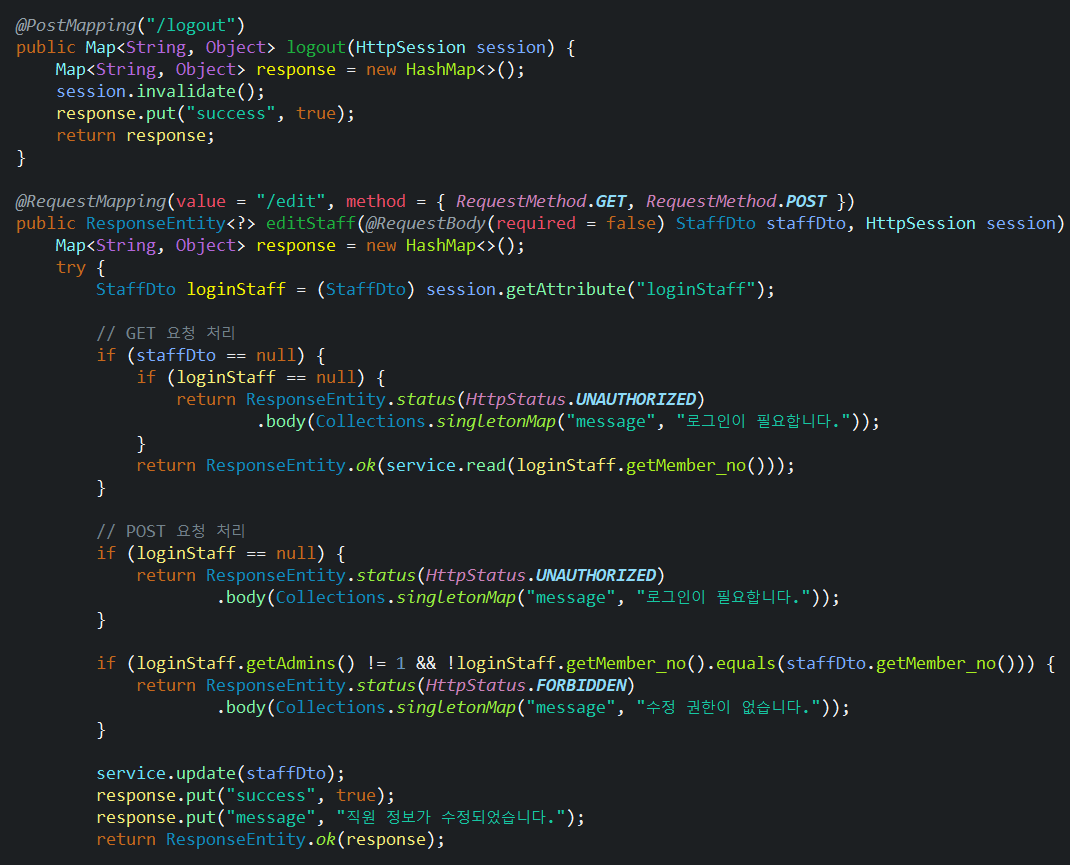 @PostMapping("/logout")
public Map<String, Object> logout(HttpSession session) {
    Map<String, Object> response = new HashMap<>();
    session.invalidate();
    response.put("success", true);
    return response;
}

@RequestMapping(value = "/edit", method = { RequestMethod.GET, RequestMethod.POST })
public ResponseEntity<?> editStaff(@RequestBody(required = false) StaffDto staffDto, HttpSession session)
    Map<String, Object> response = new HashMap<>();
    try {
        StaffDto loginStaff = (StaffDto) session.getAttribute("loginStaff");

        // GET 요청 처리
        if (staffDto == null) {
            if (loginStaff == null) {
                return ResponseEntity.status(HttpStatus.UNAUTHORIZED)
                        .body(Collections.singletonMap("message", "로그인이 필요합니다."));
            }
            return ResponseEntity.ok(service.read(loginStaff.getMember_no()));
        }

        // POST 요청 처리
        if (loginStaff == null) {
            return ResponseEntity.status(HttpStatus.UNAUTHORIZED)
                    .body(Collections.singletonMap("message", "로그인이 필요합니다."));
        }

        if (loginStaff.getAdmins() != 1 && !loginStaff.getMember_no().equals(staffDto.getMember_no())) {
            return ResponseEntity.status(HttpStatus.FORBIDDEN)
                    .body(Collections.singletonMap("message", "수정 권한이 없습니다."));
        }

        service.update(staffDto);
        response.put("success", true);
        response.put("message", "직원 정보가 수정되었습니다.");
        return ResponseEntity.ok(response);